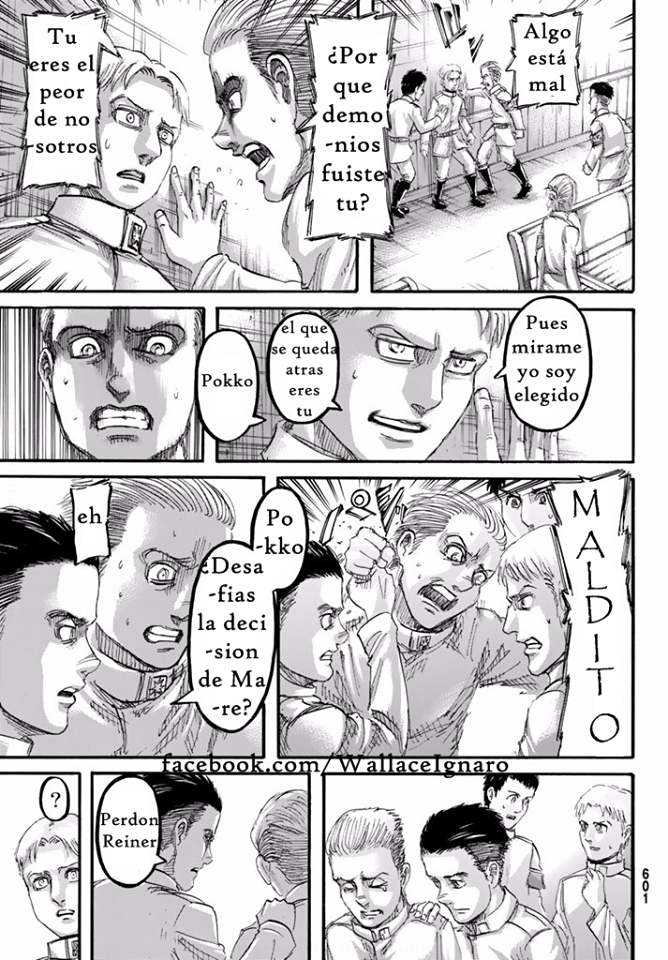 Algo
está
mal
¿Por
que
demo
-nios
fuiste
tu?
Tu
eres el
peor
de no
-sotros
Pues
mirame
yo soy
elegido
el que
se queda
atras
eres
tu
Pokko
MALDITO
Po
-kko
¿Desa
-fias
la deci
-sion
de Ma
-re?
eh
facebook.com/WallaceIgnaro
Perdon
Reiner
?
601